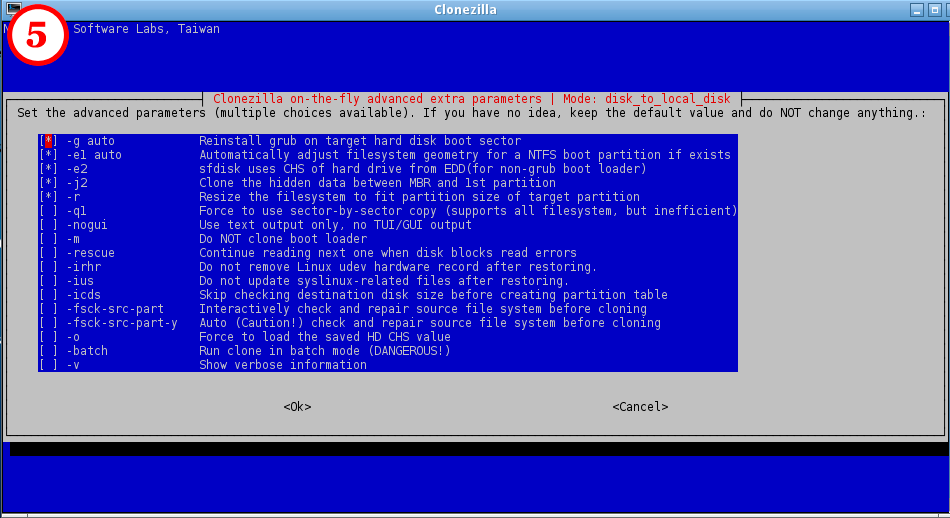 Clonezilla
N Software Labs, Taiwan
5
Clonezilla on-the-fly advanced extra parameters | Mode: disk_to_local_disk
Set the advanced parameters (multiple choices available). If you have no idea, keep the default value and do NOT change anything.:
[*] -g auto Reinstall grub on target hard disk boot sector
[*] -e1 auto Automatically adjust filesystem geometry for a NTFS boot partition if exists
[*] -e2 sfdisk uses CHS of hard drive from EDD(for non-grub boot loader)
[*] -j2 Clone the hidden data between MBR and 1st partition
[*] -r Resize the filesystem to fit partition size of target partition
[ ] -q1 Force to use sector-by-sector copy (supports all filesystem, but inefficient)
[ ] -nogui Use text output only, no TUI/GUI output
[ ] -m Do NOT clone boot loader
[ ] -rescue Continue reading next one when disk blocks read errors
[ ] -irhr Do not remove Linux udev hardware record after restoring.
[ ] -ius Do not update syslinux-related files after restoring.
[ ] -icds Skip checking destination disk size before creating partition table
[ ] -fsck-src-part Interactively check and repair source file system before cloning
[ ] -fsck-src-part-y Auto (Caution!) check and repair source file system before cloning
[ ] -o Force to load the saved HD CHS value
[ ] -batch Run clone in batch mode (DANGEROUS!)
[ ] -v Show verbose information
<Ok> <Cancel>